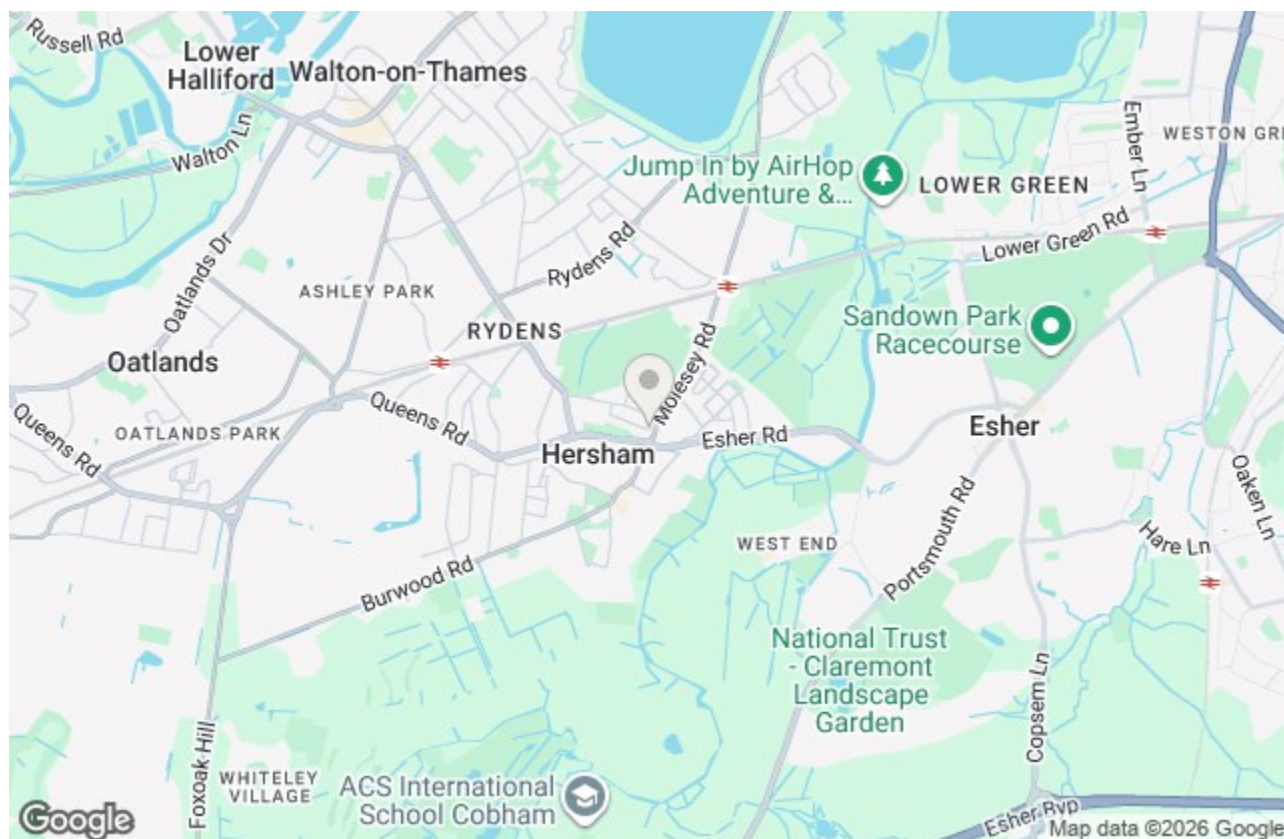 Russell Rd
Lower
Halliford
Walton-on-Thames
Walton Ln
Ember Ln
WESTON GRE
Jump In by AirHop
Adventure &...
LOWER GREEN
Lower Green Rd
Rydens Rd
Oatlands Dr
ASHLEY PARK
RYDENS
Sandown Park
Racecourse
Oatlands
Molesey Rd
Queens Rd
Queens Rd
OATLANDS PARK
Hersham
Esher Rd
Esher
Oaken Ln
Portsmouth Rd
Hare Ln
WEST END
Burwood Rd
National Trust
- Claremont
Landscape
Garden
Copsem Ln
Foxoak Hill
WHITELEY
VILLAGE
ACS International
School Cobham
Esher Byp
Google
Map data ©2026 Google